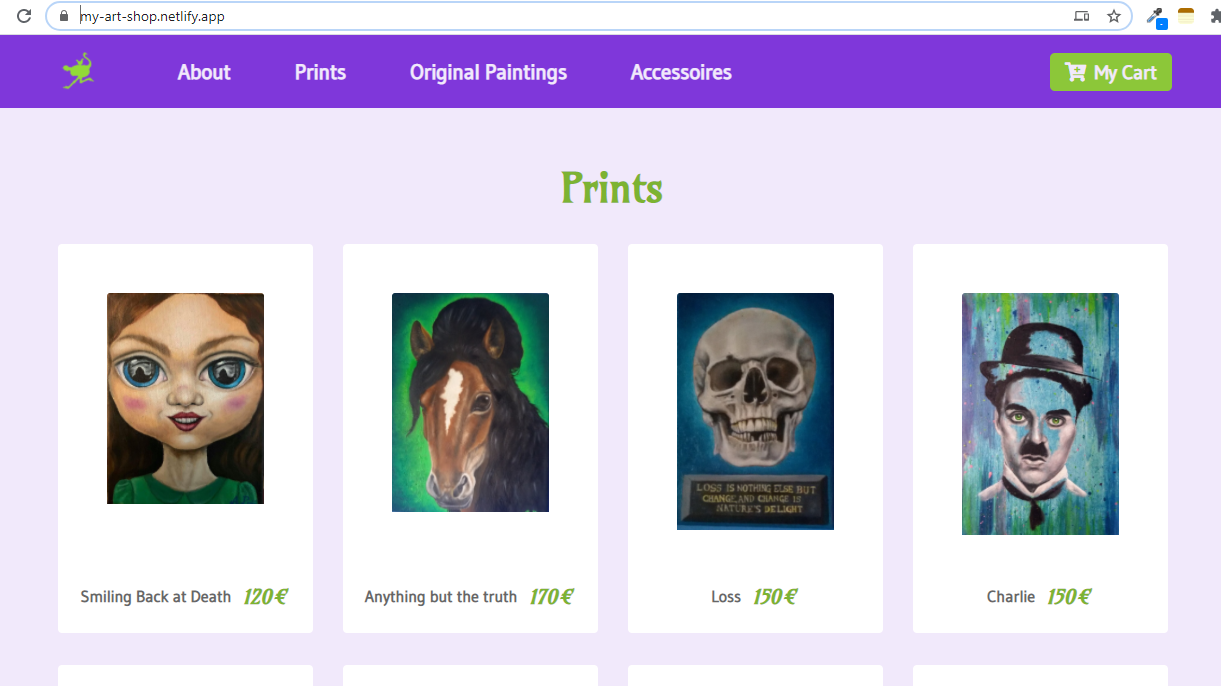 my-art-shop.netlify.app
About Prints Original Paintings Accessoires My Cart
Prints
LOSS IS NOTHING ELSE BUT
CHANGE AND CHANGE IS
NATURE'S DELIGHT
Smiling Back at Death 120€ Anything but the truth 170€ Loss 150€ Charlie 150€